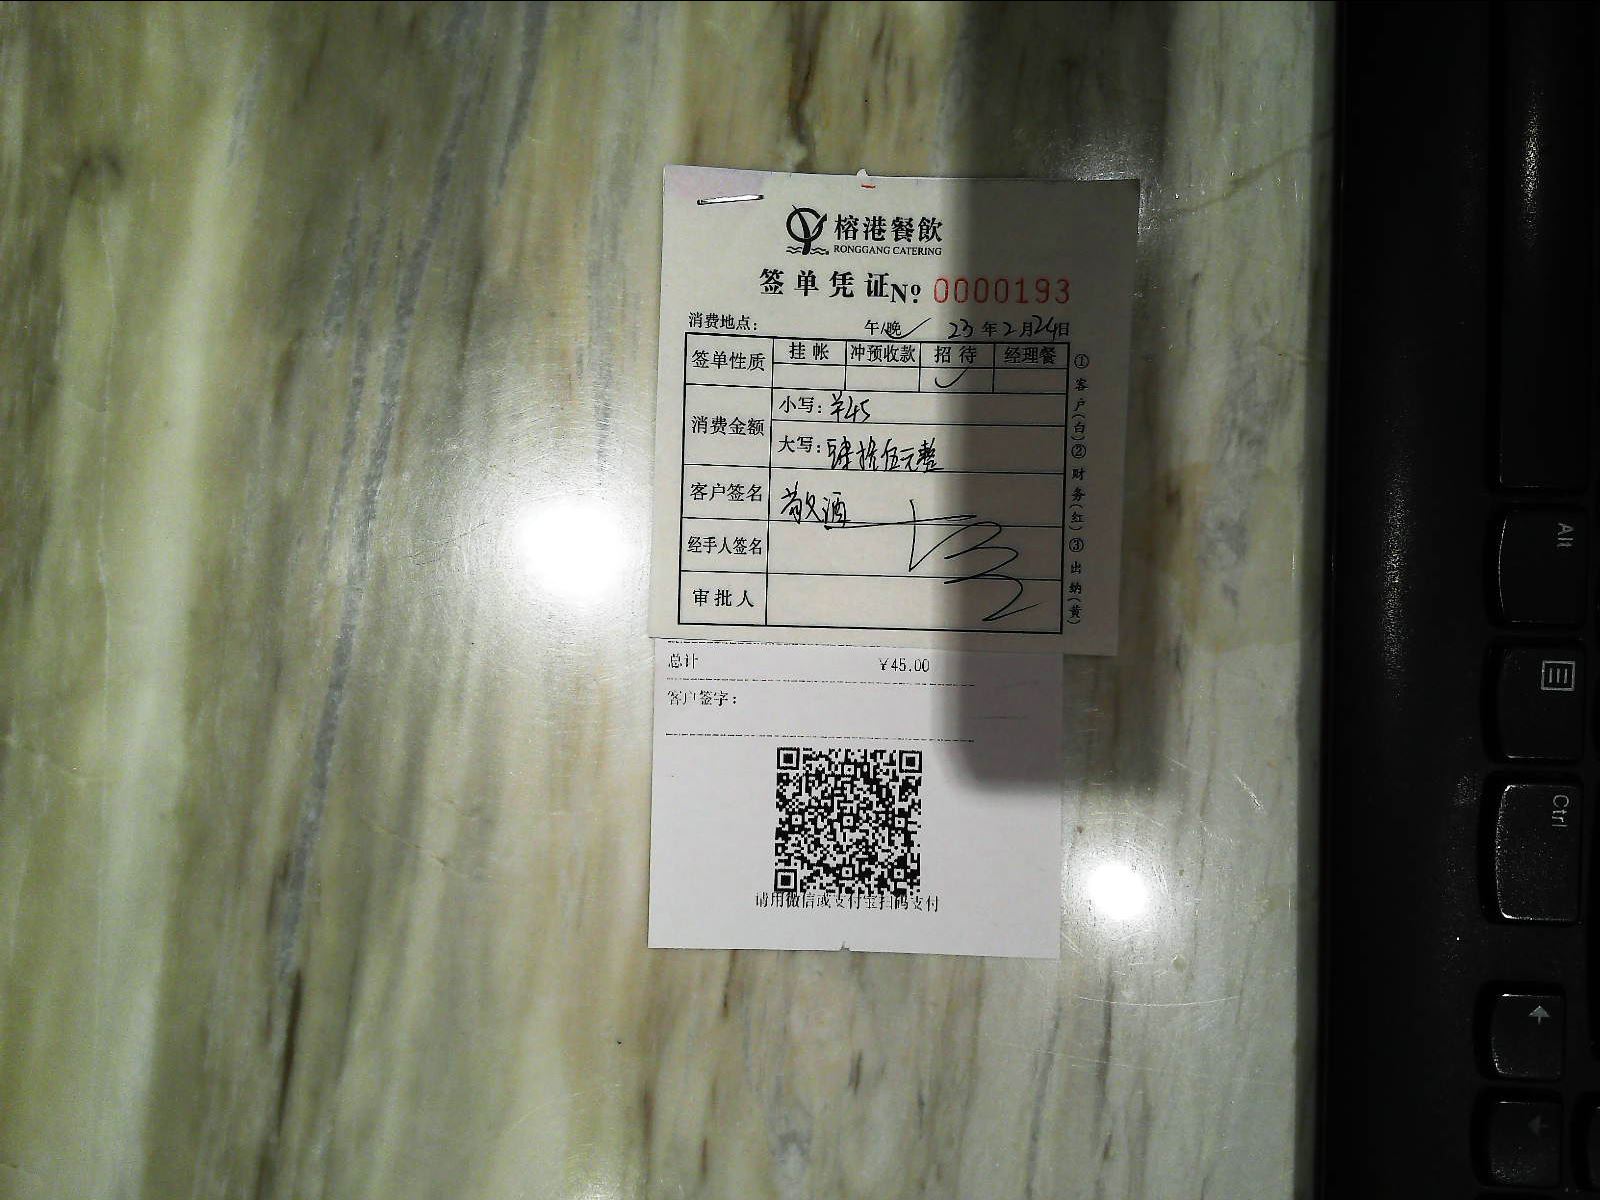 榕港餐飲
RONGGANG CATERING
签单凭证 № 0000193
消费地点： 午/晚 23年2月24日
签单性质 挂帐 冲预收款 招待 经理餐
消费金额 小写：¥45
大写：肆拾伍元整
客户签名 敬酒
经手人签名
审批人
①客户（白）②财务（红）③出纳（黄）
总计 ¥45.00
客户签字：
请用微信或支付宝扫码支付
Alt
Ctrl